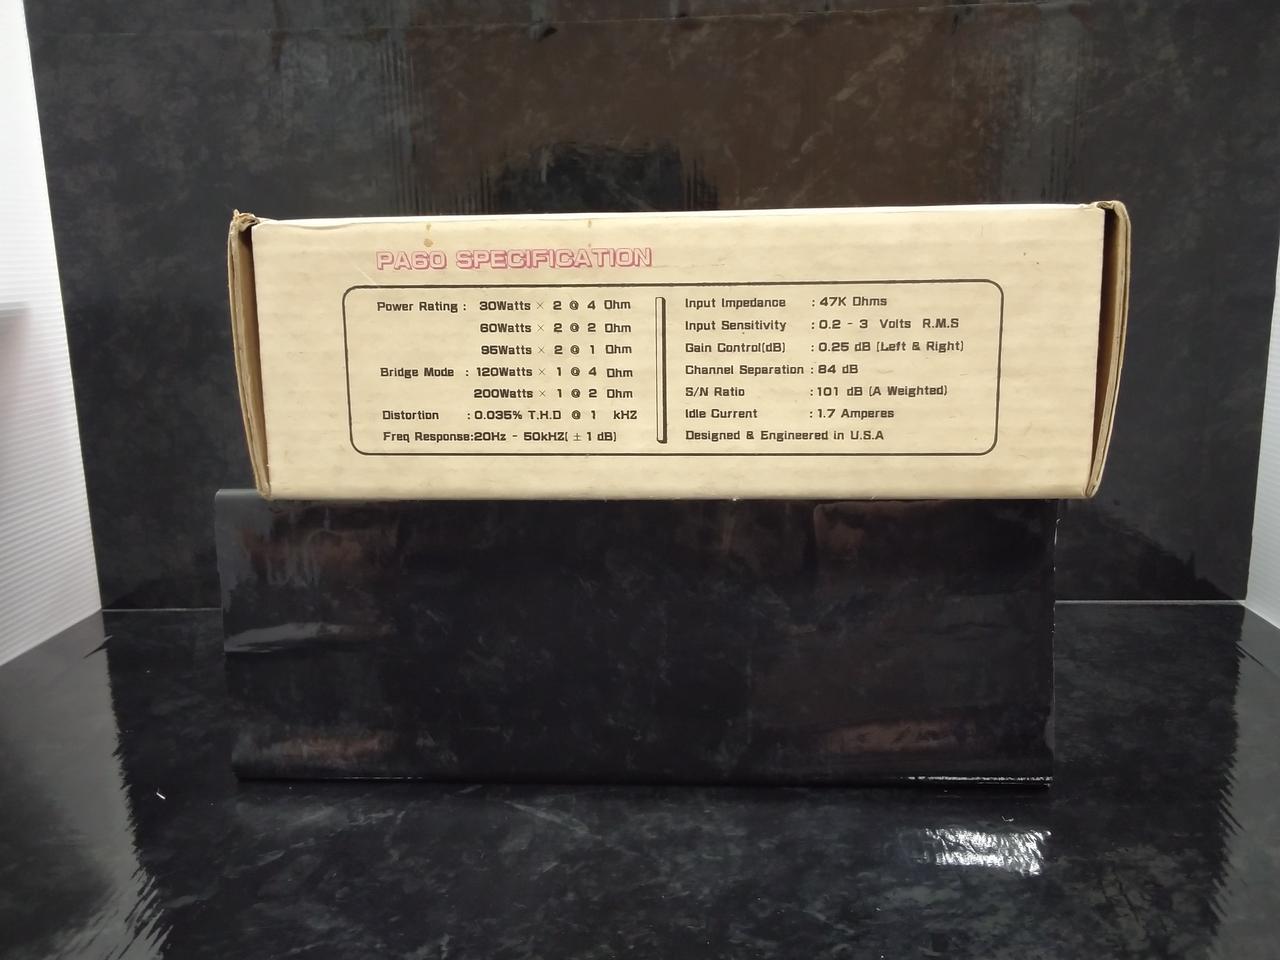 PA60 SPECIFICATION
Power Rating : 30Watts × 2 @ 4 Ohm
60Watts × 2 @ 2 Ohm
95Watts × 2 @ 1 Ohm
Bridge Mode : 120Watts × 1 @ 4 Ohm
200Watts × 1 @ 2 Ohm
Distortion : 0.035% T.H.D @ 1 kHZ
Freq Response:20Hz - 50kHZ( ± 1 dB)
Input Impedance : 47K Ohms
Input Sensitivity : 0.2 - 3 Volts R.M.S
Gain Control(dB) : 0.25 dB (Left & Right)
Channel Separation : 84 dB
S/N Ratio : 101 dB (A Weighted)
Idle Current : 1.7 Amperes
Designed & Engineered in U.S.A